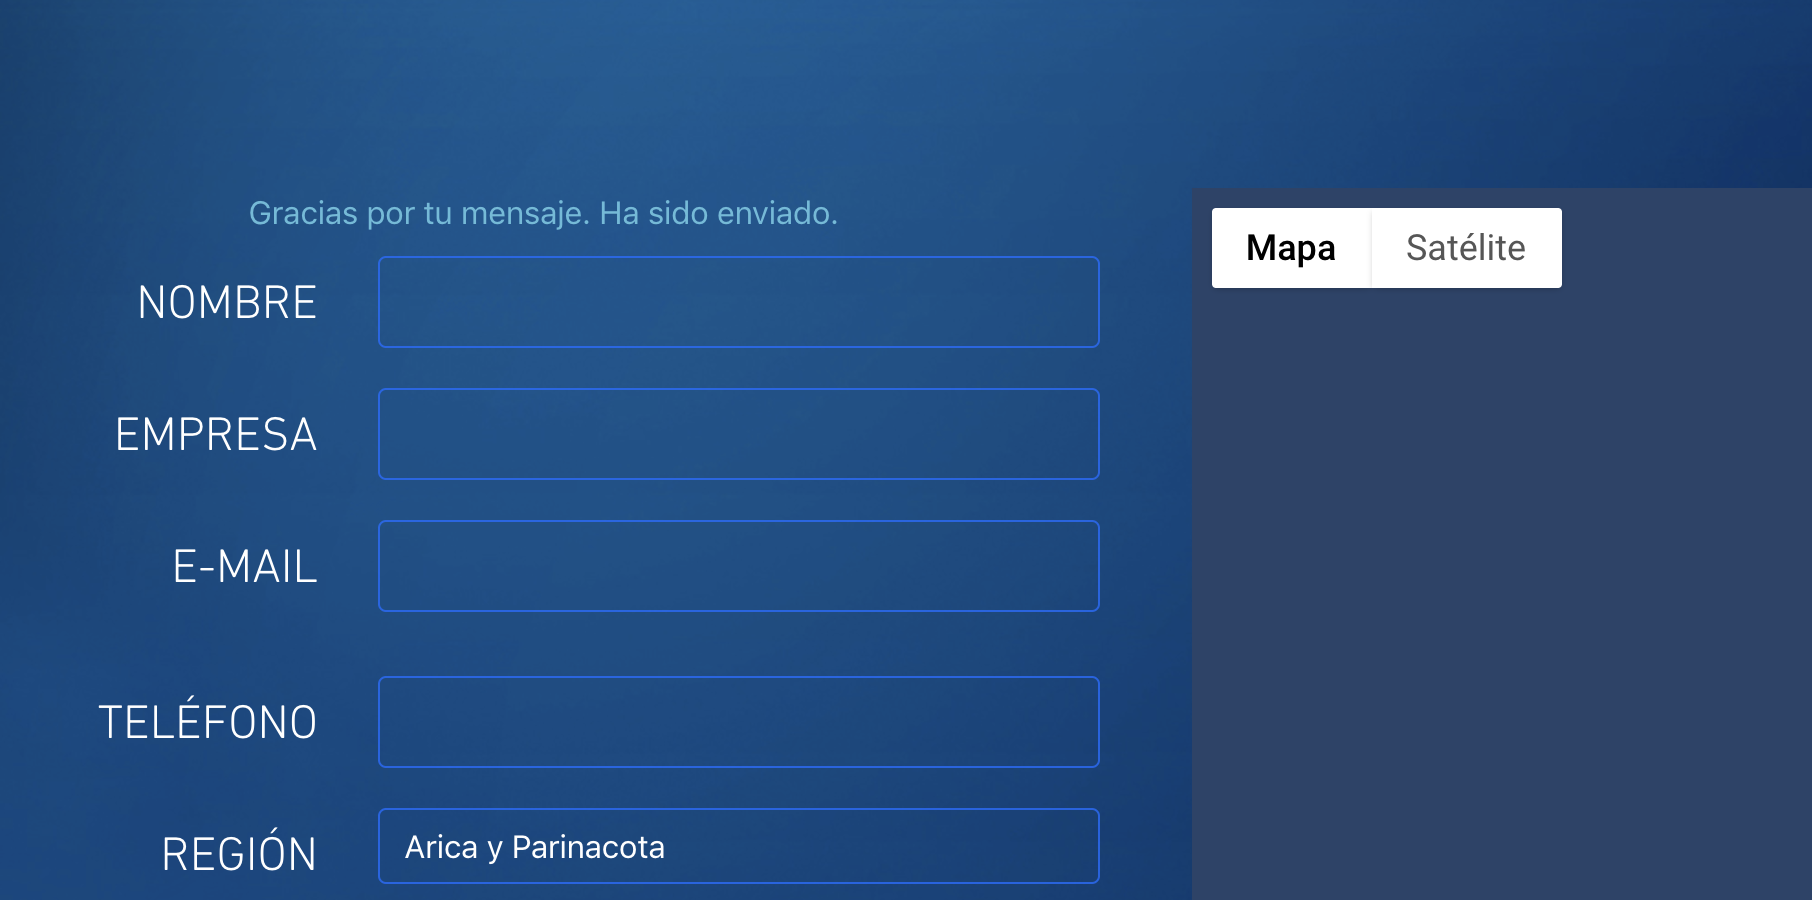 Gracias por tu mensaje. Ha sido enviado.
NOMBRE
EMPRESA
E-MAIL
TELÉFONO
REGIÓN
Arica y Parinacota
Mapa
Satélite